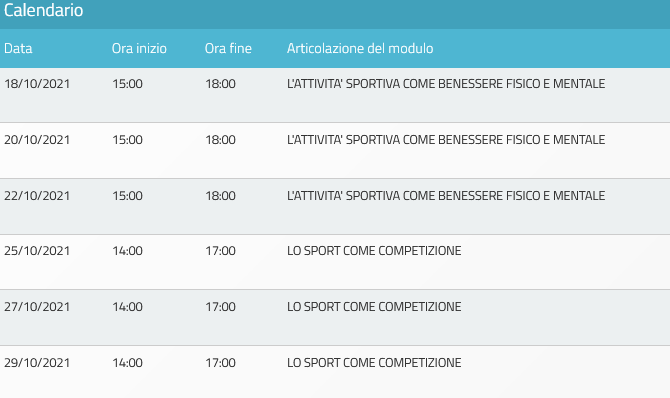 Calendario
Data Ora inizio Ora fine Articolazione del modulo
18/10/2021 15:00 18:00 L'ATTIVITA' SPORTIVA COME BENESSERE FISICO E MENTALE
20/10/2021 15:00 18:00 L'ATTIVITA' SPORTIVA COME BENESSERE FISICO E MENTALE
22/10/2021 15:00 18:00 L'ATTIVITA' SPORTIVA COME BENESSERE FISICO E MENTALE
25/10/2021 14:00 17:00 LO SPORT COME COMPETIZIONE
27/10/2021 14:00 17:00 LO SPORT COME COMPETIZIONE
29/10/2021 14:00 17:00 LO SPORT COME COMPETIZIONE